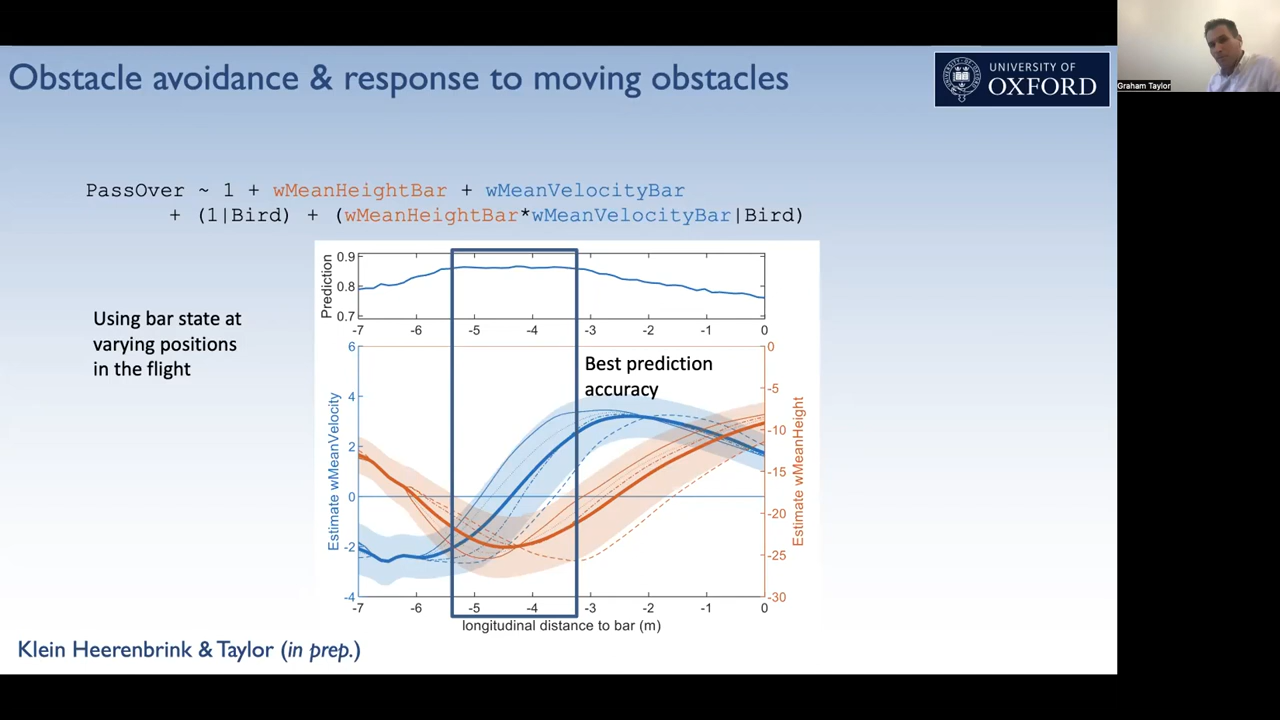 Obstacle avoidance & response to moving obstacles
UNIVERSITY OF
OXFORD
Graham Taylor
PassOver ~ 1 + wMeanHeightBar + wMeanVelocityBar
+ (1|Bird) + (wMeanHeightBar*wMeanVelocityBar|Bird)
Using bar state at
varying positions
in the flight
Prediction
0.9
0.8
0.7
-7 -6 -5 -4 -3 -2 -1 0
Best prediction
accuracy
Estimate wMeanVelocity
6
4
2
0
-2
-4
0
-5
-10
-15
-20
-25
-30
Estimate wMeanHeight
-7 -6 -5 -4 -3 -2 -1 0
longitudinal distance to bar (m)
Klein Heerenbrink & Taylor (in prep.)